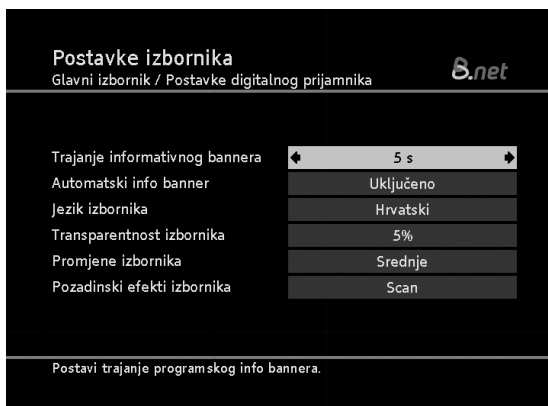 Postavke izbornika
Glavni izbornik / Postavke digitalnog prijamnika
B.net
Trajanje informativnog bannera 5 s
Automatski info banner Uključeno
Jezik izbornika Hrvatski
Transparentnost izbornika 5%
Promjene izbornika Srednje
Pozadinski efekti izbornika Scan
Postavi trajanje programskog info bannera.